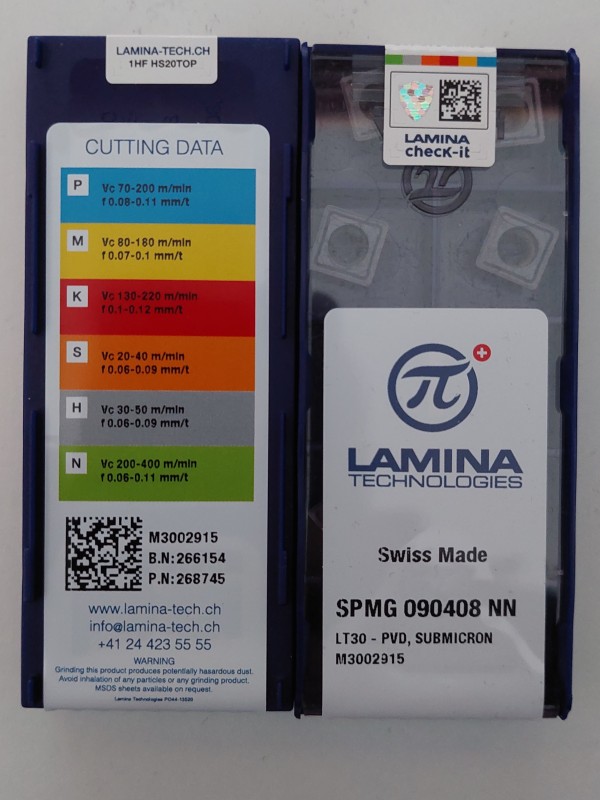 LAMINA-TECH.CH
1HF HS20TOP
CUTTING DATA
P
Vc 70-200 m/min
f 0.08-0.11 mm/t
M
Vc 80-180 m/min
f 0.07-0.1 mm/t
K
Vc 130-220 m/min
f 0.1-0.12 mm/t
S
Vc 20-40 m/min
f 0.06-0.09 mm/t
H
Vc 30-50 m/min
f 0.06-0.09 mm/t
N
Vc 200-400 m/min
f 0.06-0.11 mm/t
M3002915
B.N:266154
P.N:268745
www.lamina-tech.ch
info@lamina-tech.ch
+41 24 423 55 55
WARNING
Grinding this product produces potentially hazardous dust.
Avoid inhalation of any particles or any grinding product.
MSDS sheets available on request.
Lamina Technologies
LAMINA
check-it
LAMINA
TECHNOLOGIES
Swiss Made
SPMG 090408 NN
LT30 - PVD, SUBMICRON
M3002915